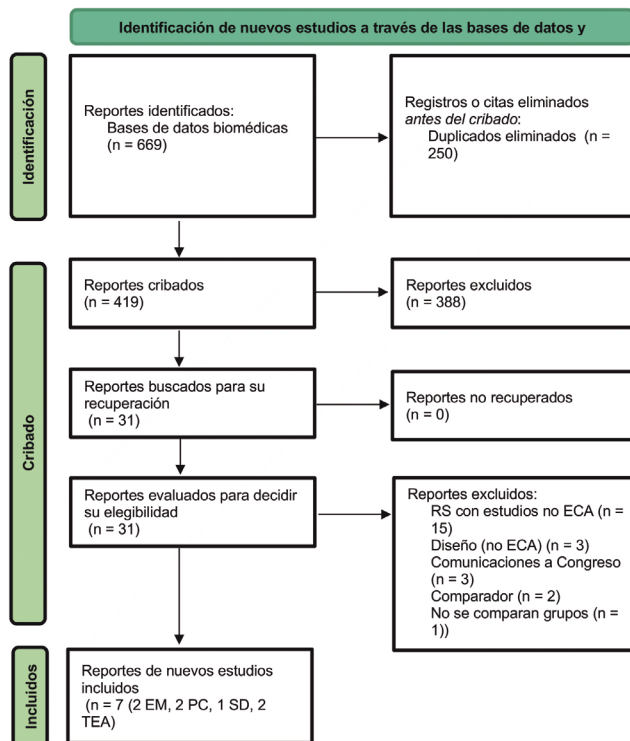 Identificación de nuevos estudios a través de las bases de datos y
Identificación
Reportes identificados:
Bases de datos biomédicas
(n = 669)
Registros o citas eliminados
antes del cribado:
Duplicados eliminados (n =
250)
Cribado
Reportes cribados
(n = 419)
Reportes excluidos
(n = 388)
Reportes buscados para su
recuperación
(n = 31)
Reportes no recuperados
(n = 0)
Reportes evaluados para decidir
su elegibilidad
(n = 31)
Reportes excluidos:
RS con estudios no ECA (n =
15)
Diseño (no ECA) (n = 3)
Comunicaciones a Congreso
(n = 3)
Comparador (n = 2)
No se comparan grupos (n =
1))
Incluidos
Reportes de nuevos estudios
incluidos
(n = 7 (2 EM, 2 PC, 1 SD, 2
TEA)